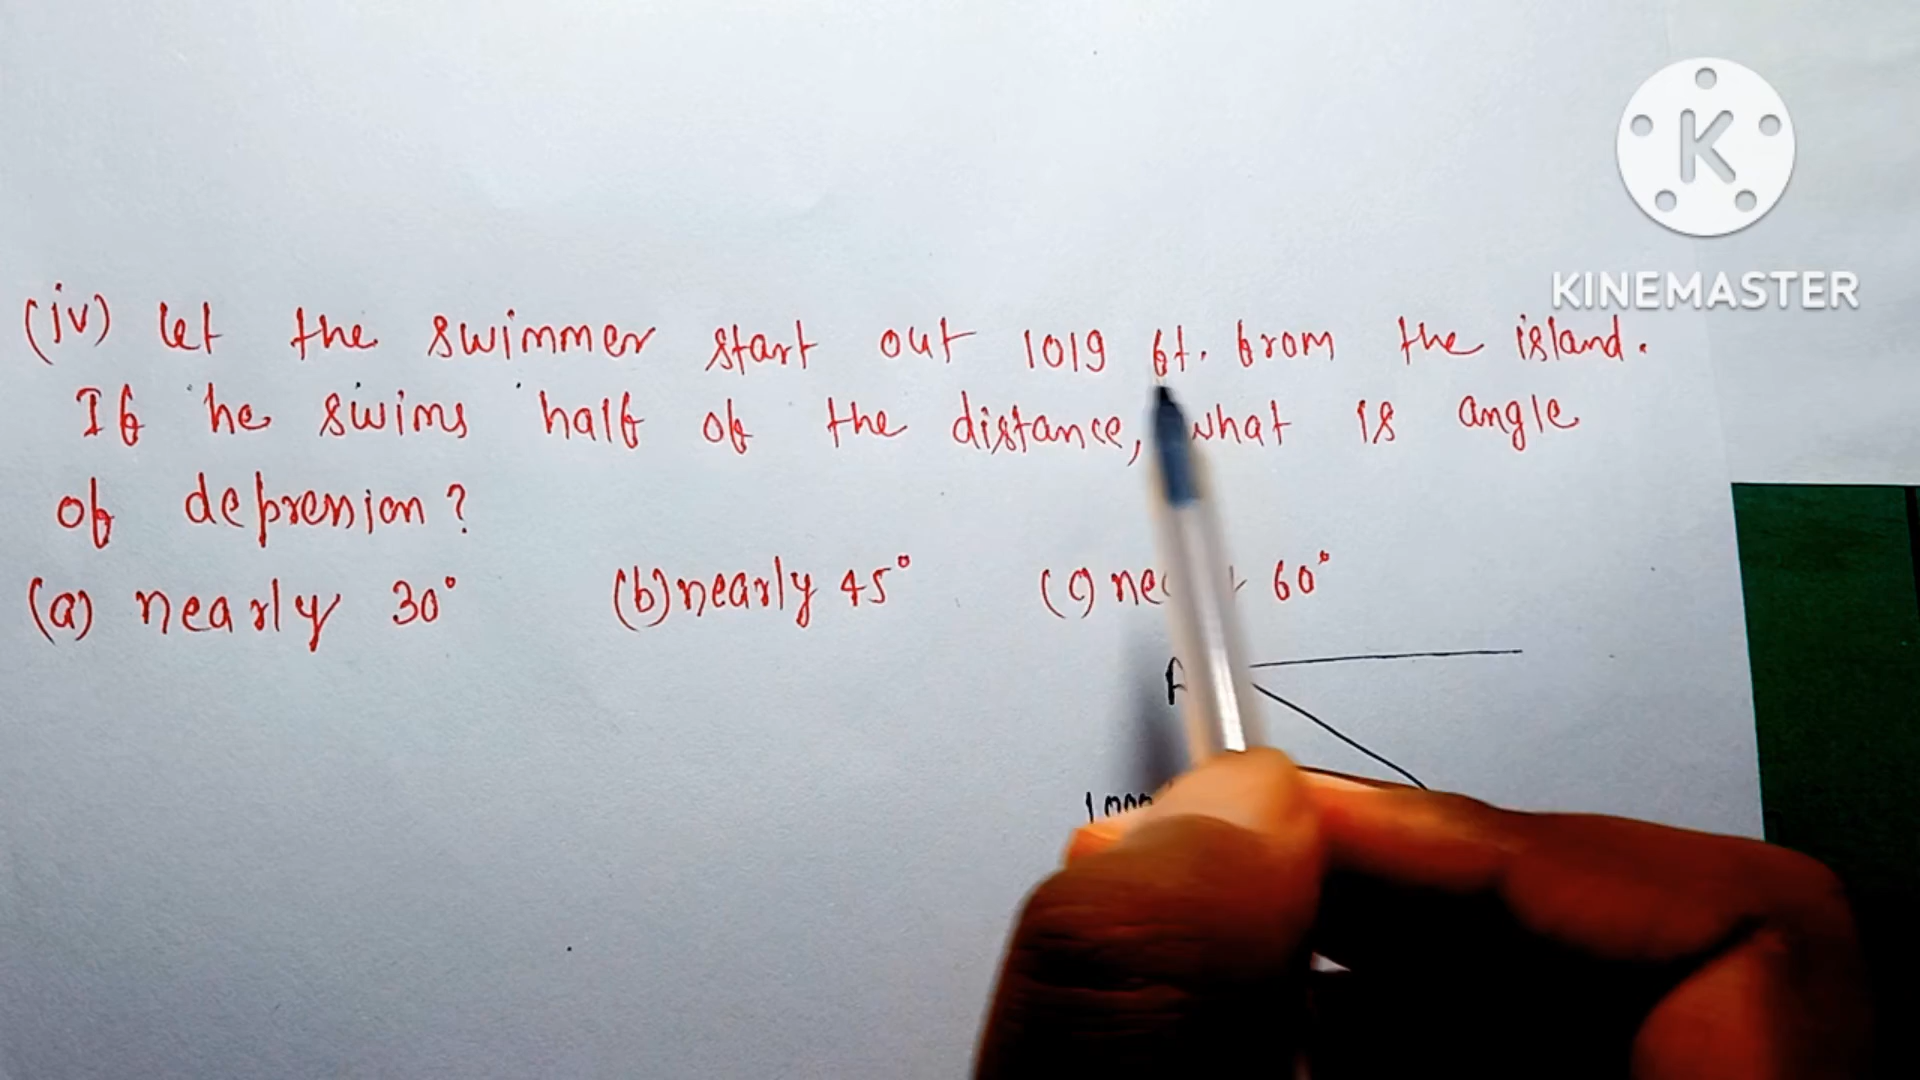 K
KINEMASTER
(iv) Let the swimmer start out 1019 ft. from the island.
If he swims half of the distance, what is angle
of depression?
(a) nearly 30° (b) nearly 45° (c) 60°
A